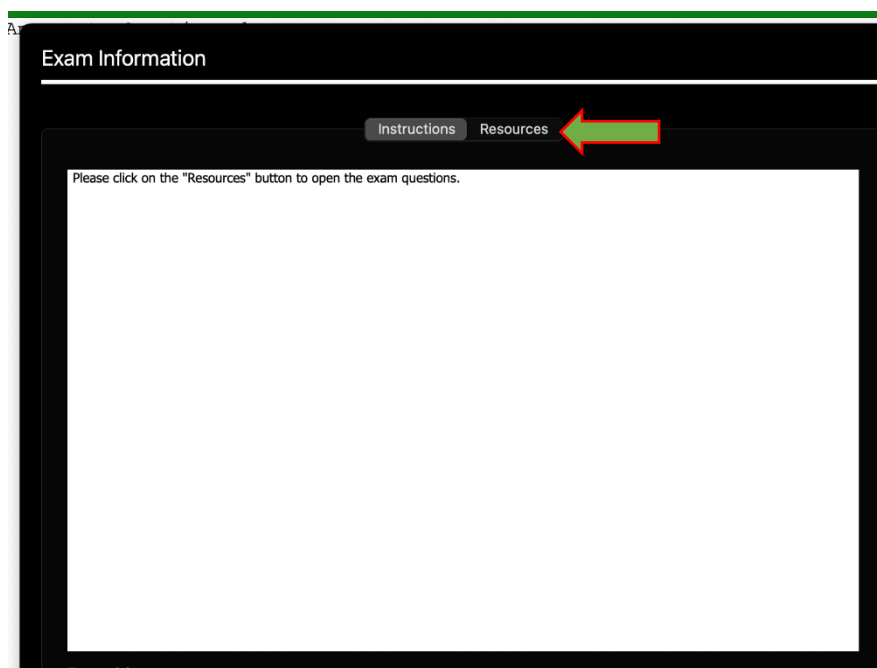 Exam Information
Instructions Resources
Please click on the "Resources" button to open the exam questions.